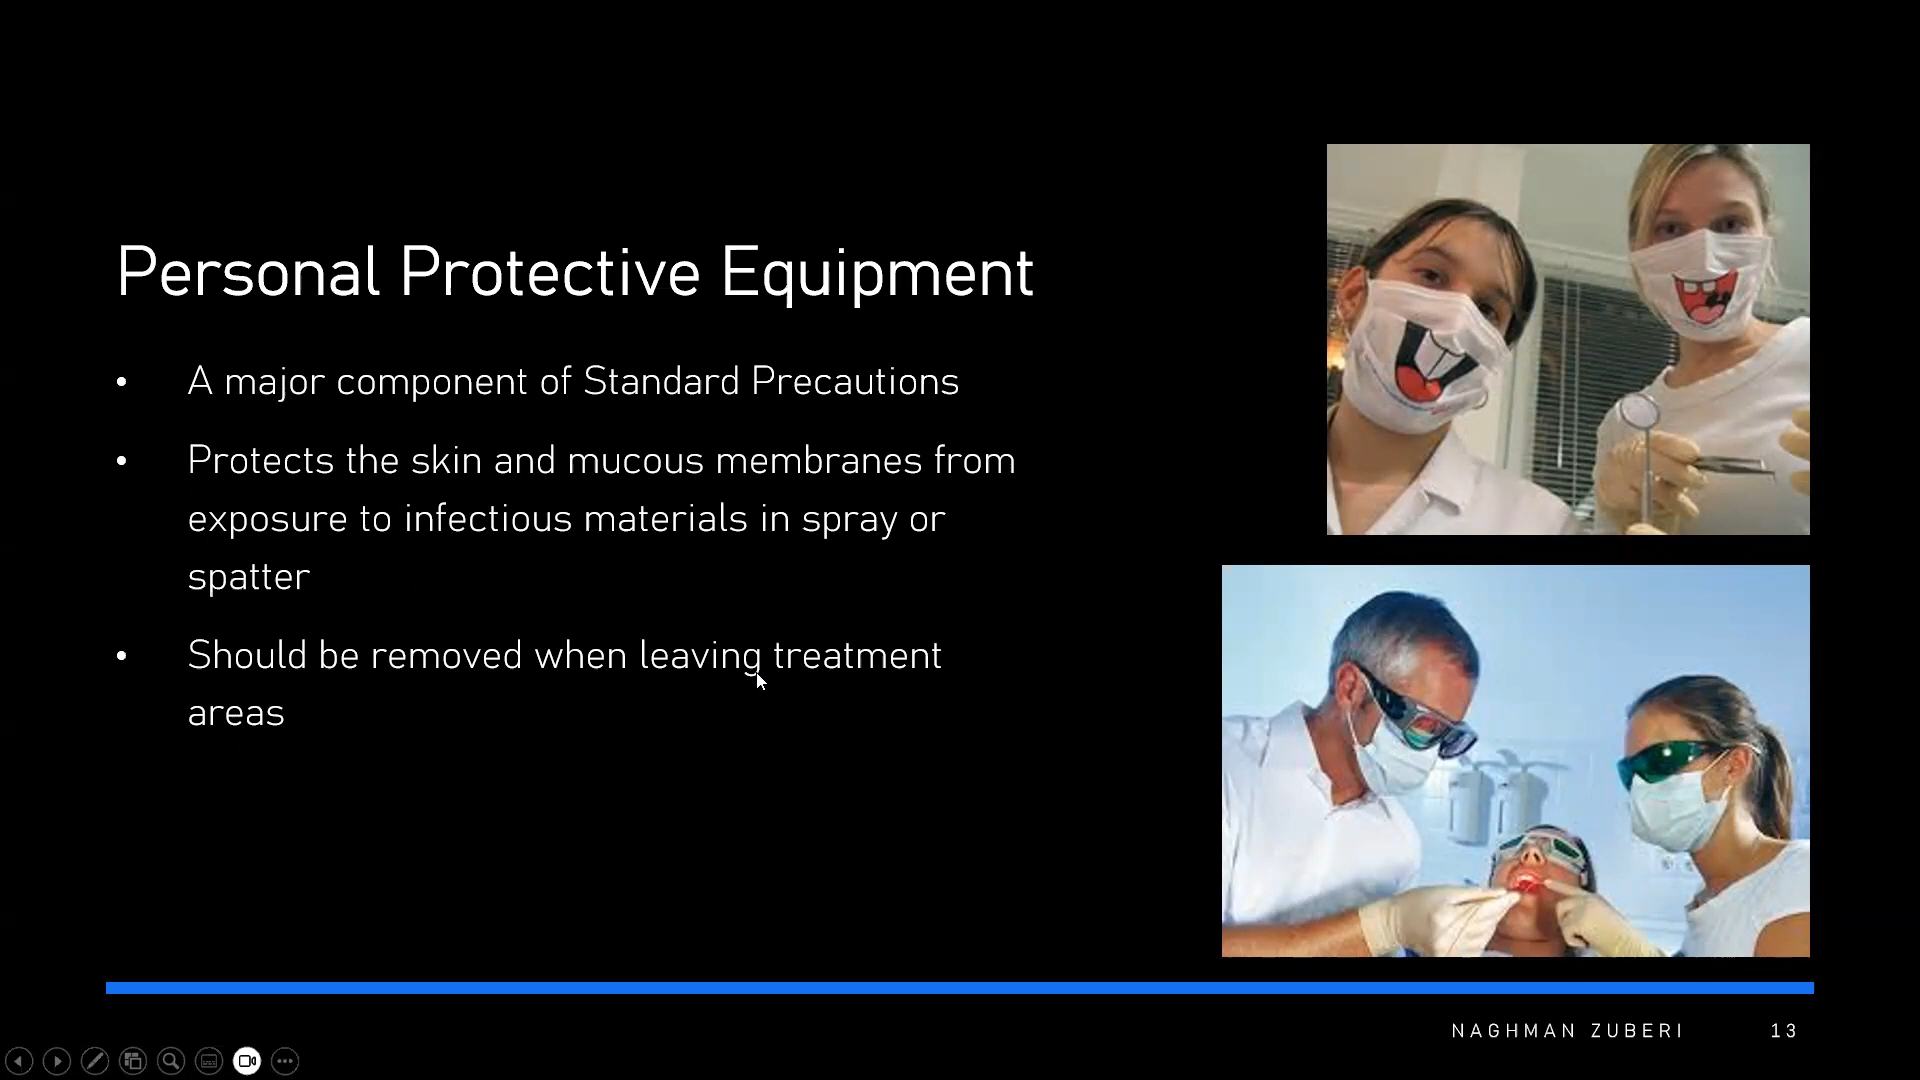 Personal Protective Equipment
• A major component of Standard Precautions
• Protects the skin and mucous membranes from
exposure to infectious materials in spray or
spatter
• Should be removed when leaving treatment
areas
NAGHMAN ZUBERI 13